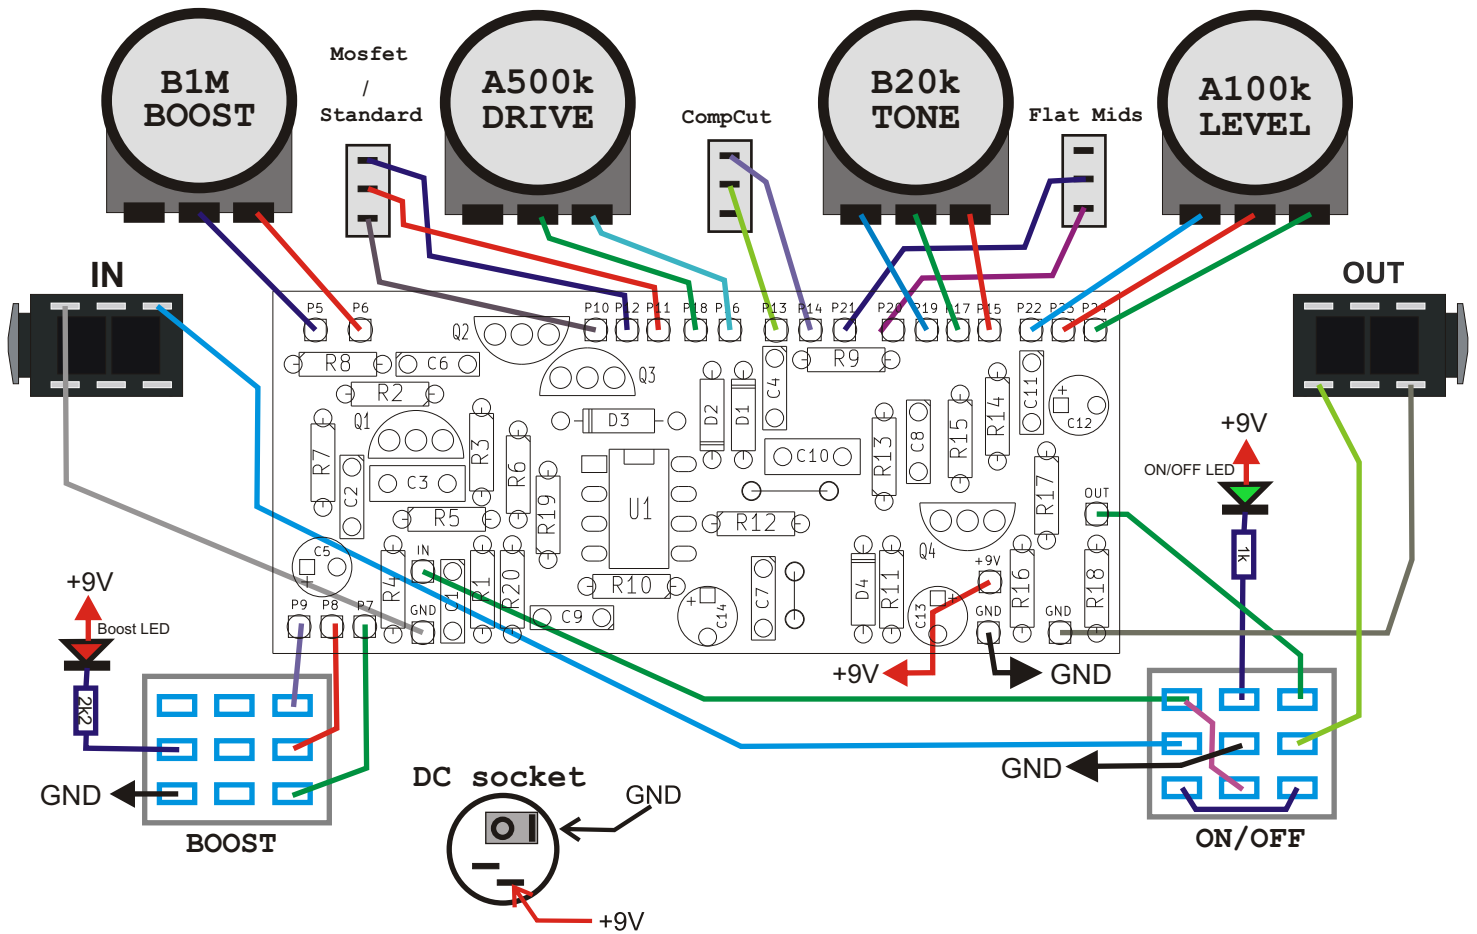 B1M
BOOST
Mosfet
/
Standard
A500k
DRIVE
CompCut
B20k
TONE
Flat Mids
A100k
LEVEL
IN
OUT
P5
P6
P10
P12
P11
P18
P16
P13
P14
P21
P20
P19
P17
P15
P22
P23
P24
Q2
R8
C6
R2
Q3
Q1
R7
C2
C3
R3
R6
R19
R5
D3
D2
D1
C4
R9
C10
U1
R12
R13
C8
R15
R14
C11
C12
R17
OUT
Q4
C5
R4
IN
GND
C1
R1
R20
R10
C9
C14
C7
D4
R11
C13
+9V
GND
R16
GND
R18
P9
P8
P7
+9V
Boost LED
2k2
GND
BOOST
+9V
ON/OFF LED
1k
+9V
GND
GND
ON/OFF
DC socket
GND
+9V